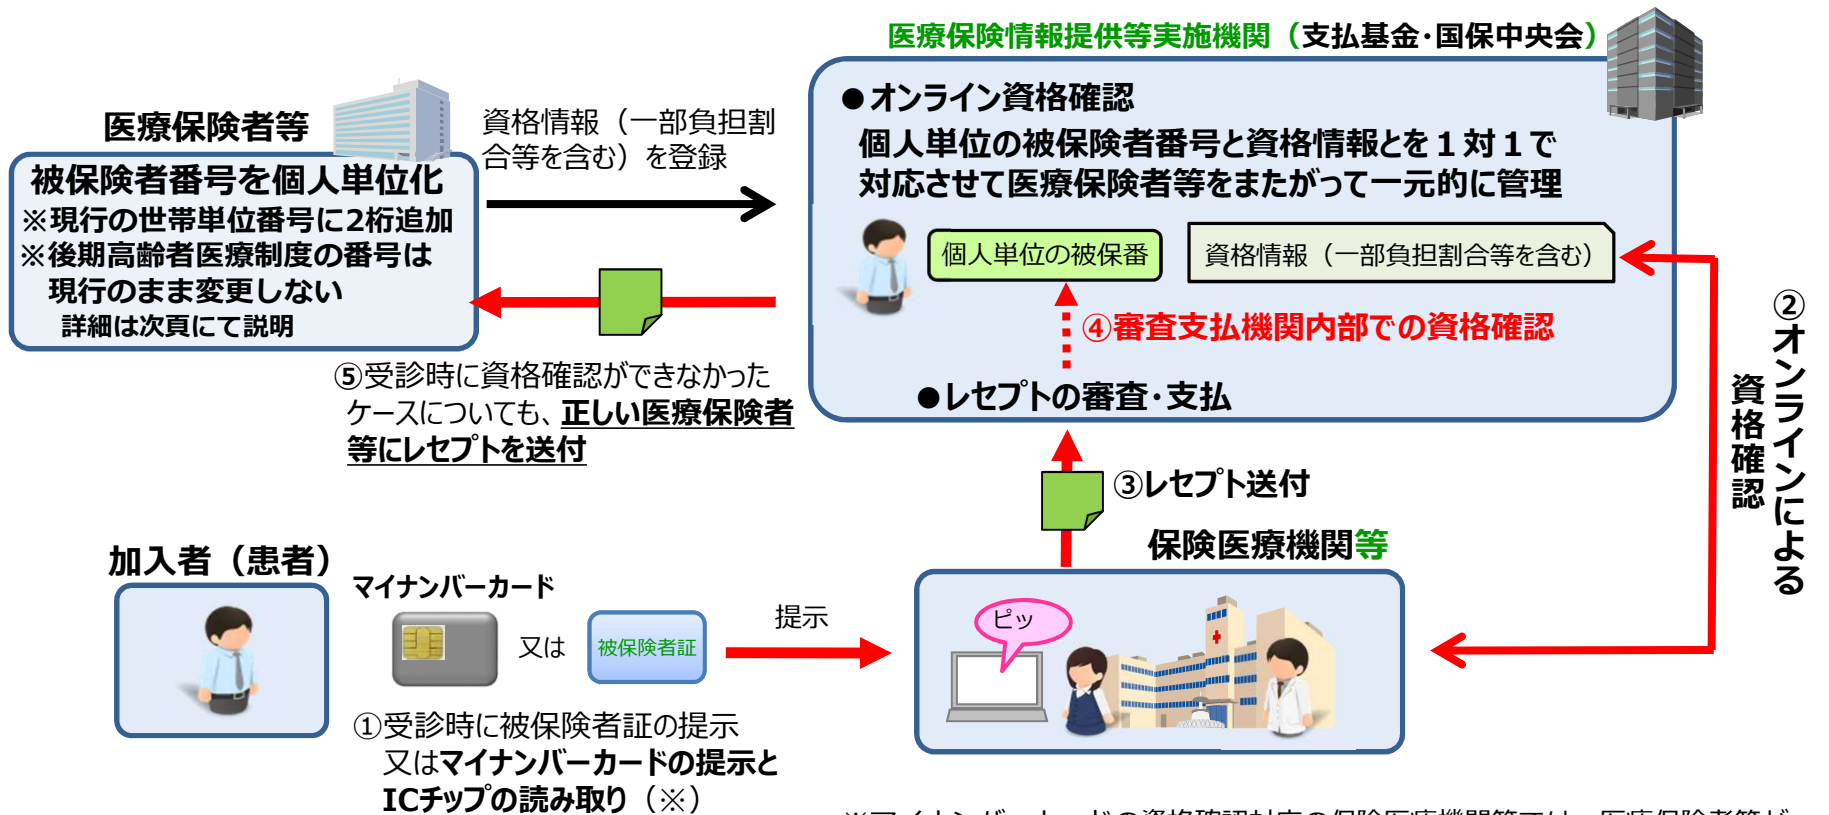 医療保険情報提供等実施機関（支払基金・国保中央会）
医療保険者等
被保険者番号を個人単位化
※現行の世帯単位番号に2桁追加
※後期高齢者医療制度の番号は
現行のまま変更しない
詳細は次頁にて説明
資格情報（一部負担割
合等を含む）を登録
●オンライン資格確認
個人単位の被保険者番号と資格情報とを１対１で
対応させて医療保険者等をまたがって一元的に管理
個人単位の被保番
資格情報（一部負担割合等を含む）
④審査支払機関内部での資格確認
●レセプトの審査・支払
②オンラインによる
資格確認
⑤受診時に資格確認ができなかった
ケースについても、正しい医療保険者
等にレセプトを送付
③レセプト送付
保険医療機関等
ピッ
加入者（患者）
マイナンバーカード
又は
被保険者証
提示
①受診時に被保険者証の提示
又はマイナンバーカードの提示と
ICチップの読み取り（※）